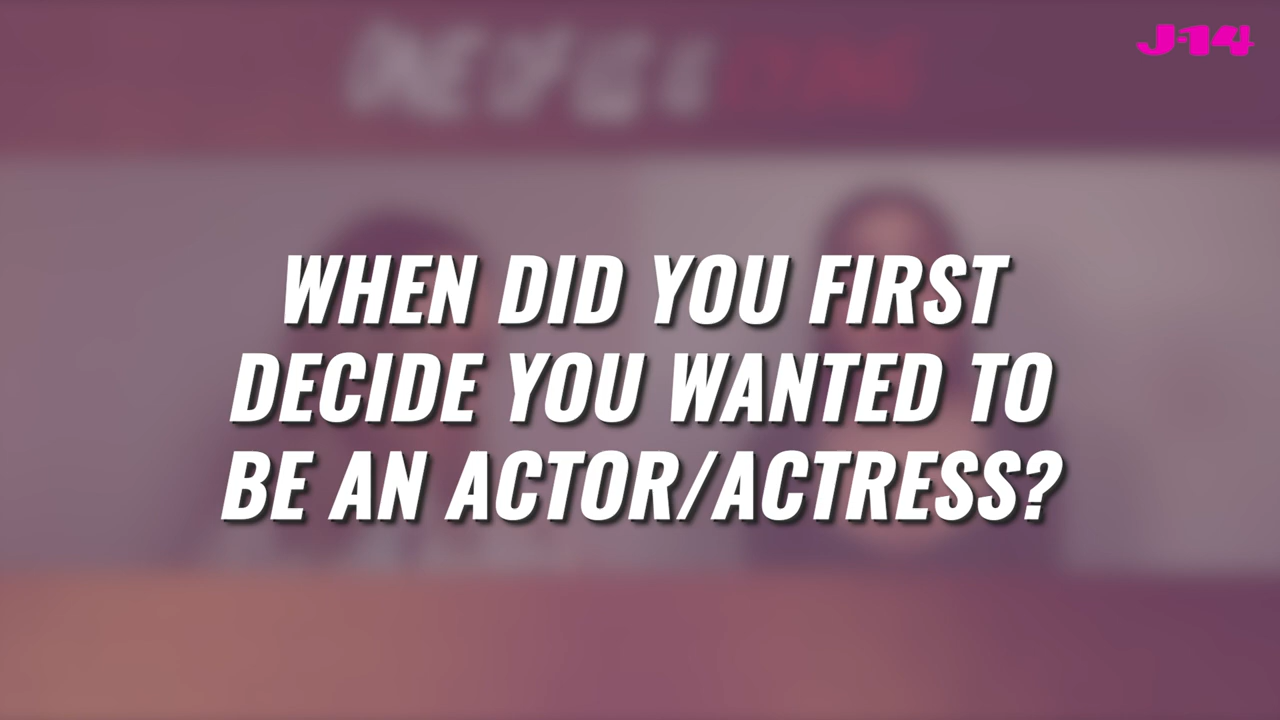 J-14
WHEN DID YOU FIRST
DECIDE YOU WANTED TO
BE AN ACTOR/ACTRESS?